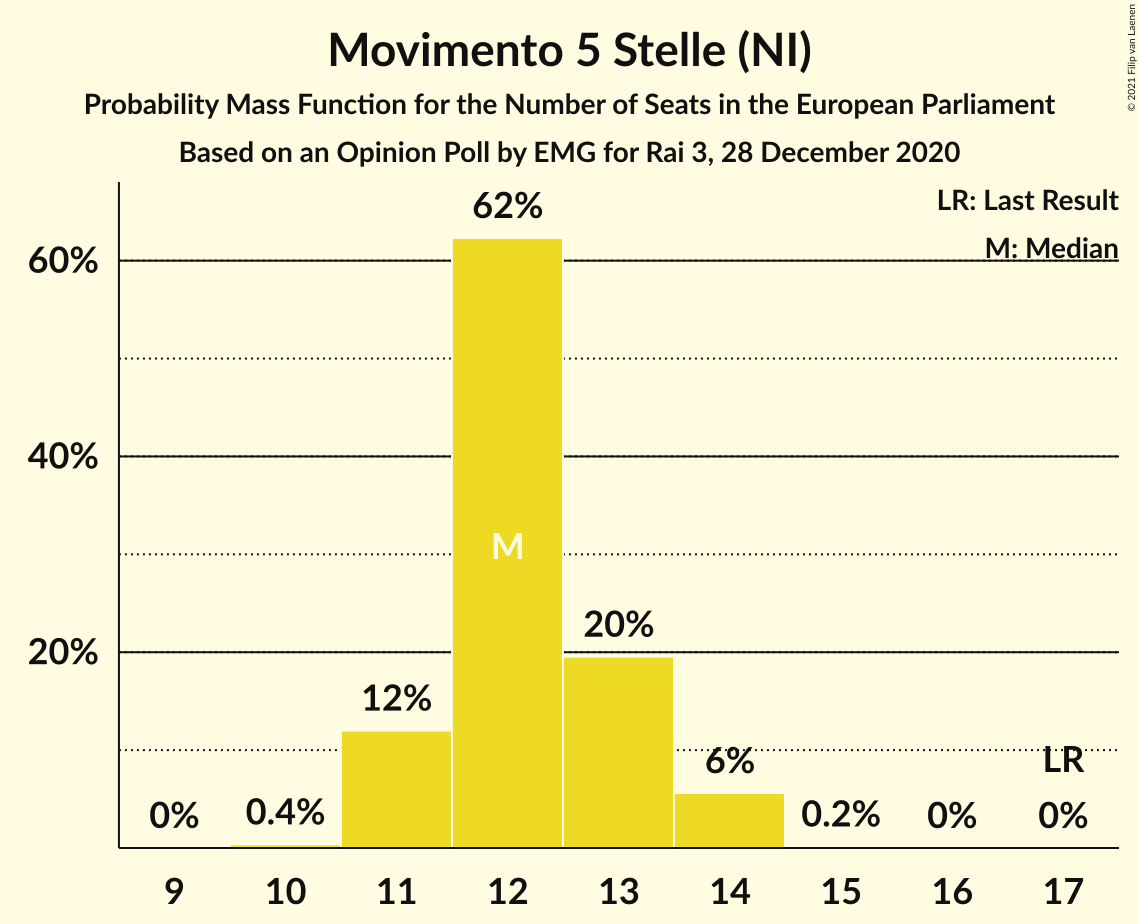 Movimento 5 Stelle (NI)
Probability Mass Function for the Number of Seats in the European Parliament
Based on an Opinion Poll by EMG for Rai 3, 28 December 2020
© 2021 Filip van Laenen
LR: Last Result
M: Median
62%
60%
40%
M
20%
20%
12%
6%
LR
0%
0.4%
0.2%
0%
0%
9 10 11 12 13 14 15 16 17